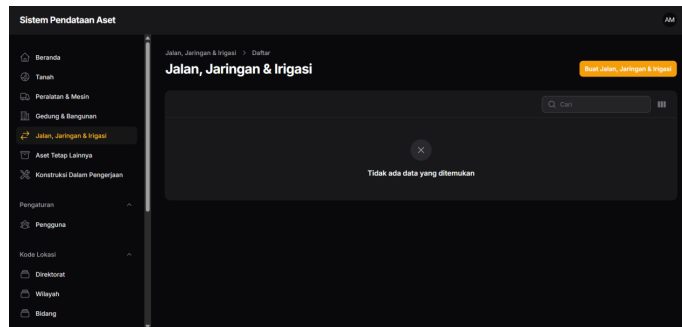 Sistem Pendataan Aset
AM
Beranda
Tanah
Peralatan & Mesin
Gedung & Bangunan
Jalan, Jaringan & Irigasi
Aset Tetap Lainnya
Konstruksi Dalam Pengerjaan
Pengaturan
Pengguna
Kode Lokasi
Direktorat
Wilayah
Bidang
Jalan, Jaringan & Irigasi > Daftar
Jalan, Jaringan & Irigasi
Buat Jalan, Jaringan & Irigasi
Cari
Tidak ada data yang ditemukan